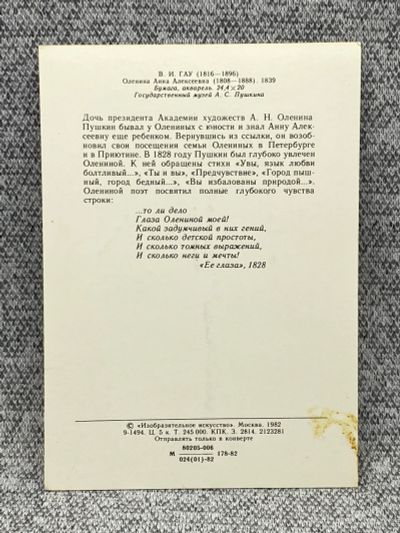 В. И. ГАУ (1816—1896)
Оленина Анна Алексеевна (1808—1888). 1839
Бумага, акварель. 34,4×20
Государственный музей А. С. Пушкина
Дочь президента Академии художеств А. Н. Оленина
Пушкин бывал у Олениных с юности и знал Анну Алек-
сеевну еще ребенком. Вернувшись из ссылки, он возоб-
новил свои посещения семьи Олениных в Петербурге
и в Приютине. В 1828 году Пушкин был глубоко увлечен
Олениной. К ней обращены стихи «Увы, язык любви
болтливый...», «Ты и вы», «Предчувствие», «Город пыш-
ный, город бедный...», «Вы избалованы природой...».
Олениной поэт посвятил полные глубокого чувства
строки:
...то ли дело
Глаза Олениной моей!
Какой задумчивый в них гений,
И сколько детской простоты,
И сколько томных выражений,
И сколько неги и мечты!
«Ее глаза», 1828
© «Изобразительное искусство». Москва. 1982
9-1494. Ц. 5 к. Т. 245 000. КПК. З. 2814. 2123281
Отправлять только в конверте
80205-006
М 178-82
024(01)-82